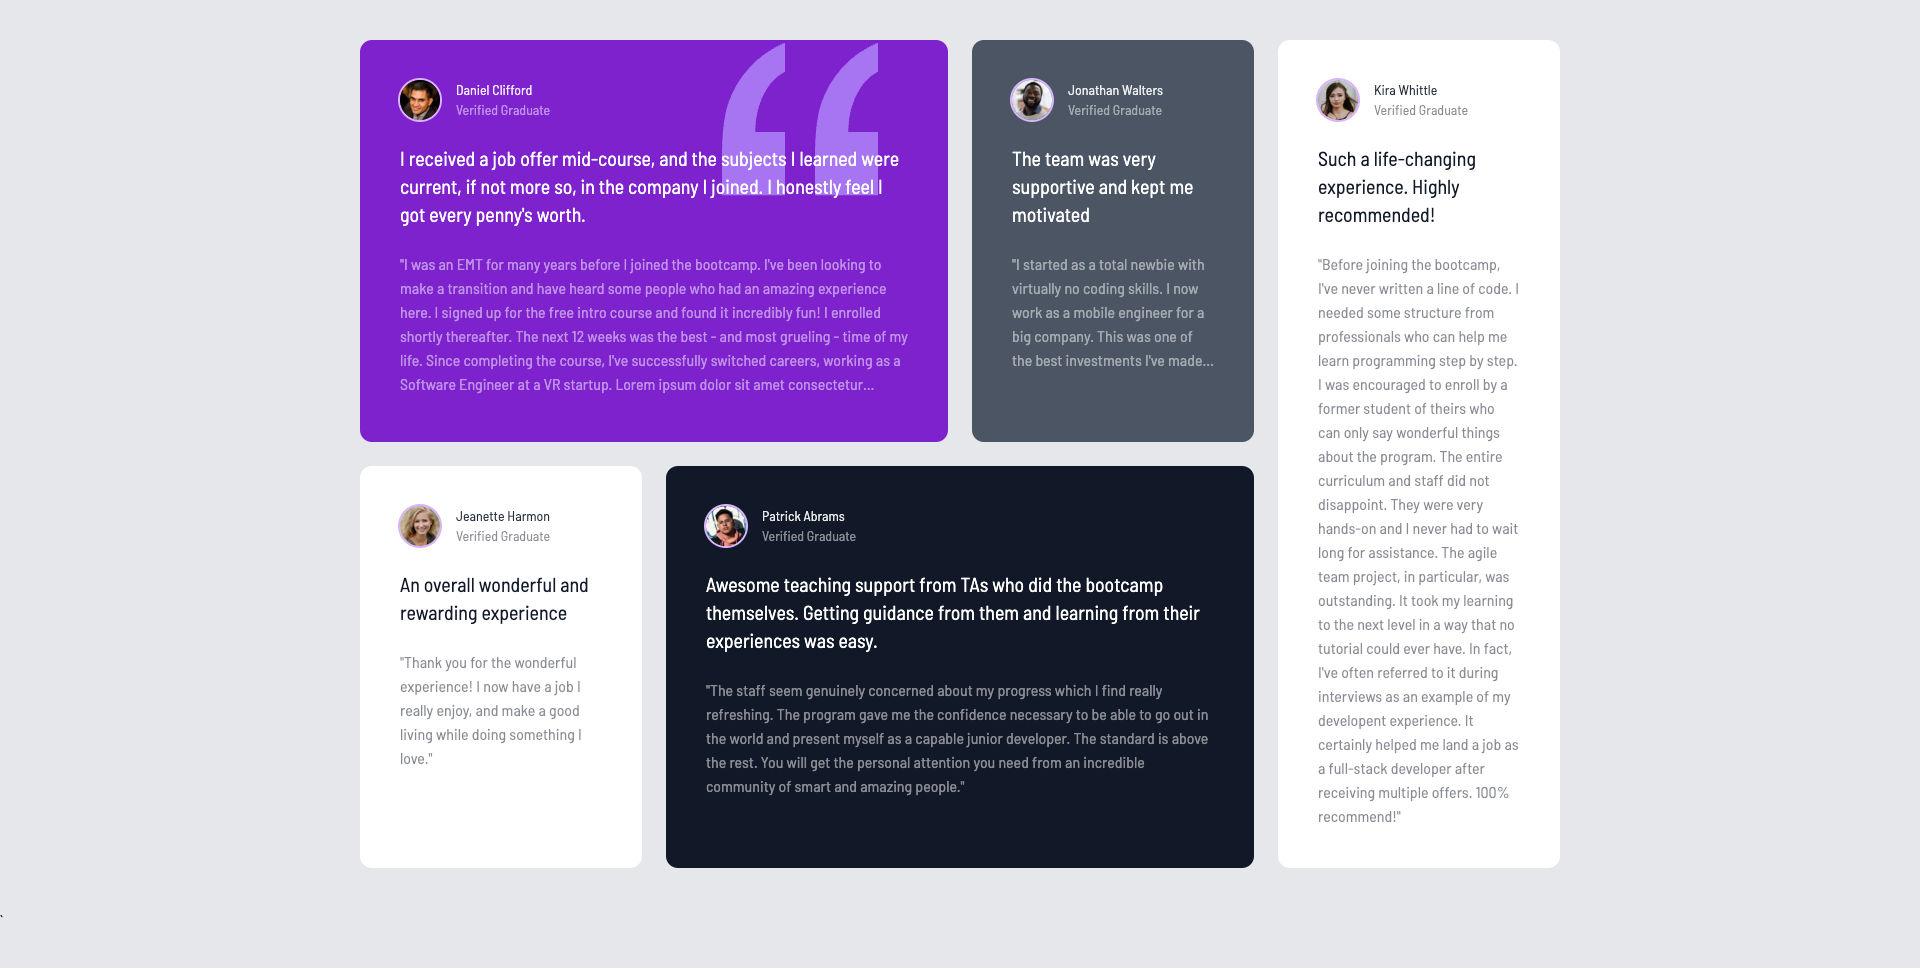 Daniel Clifford
Verified Graduate
I received a job offer mid-course, and the subjects I learned were
current, if not more so, in the company I joined. I honestly feel I
got every penny's worth.
"I was an EMT for many years before I joined the bootcamp. I've been looking to
make a transition and have heard some people who had an amazing experience
here. I signed up for the free intro course and found it incredibly fun! I enrolled
shortly thereafter. The next 12 weeks was the best - and most grueling - time of my
life. Since completing the course, I've successfully switched careers, working as a
Software Engineer at a VR startup. Lorem ipsum dolor sit amet consectetur...
Jonathan Walters
Verified Graduate
The team was very
supportive and kept me
motivated
"I started as a total newbie with
virtually no coding skills. I now
work as a mobile engineer for a
big company. This was one of
the best investments I've made...
Kira Whittle
Verified Graduate
Such a life-changing
experience. Highly
recommended!
"Before joining the bootcamp,
I've never written a line of code. I
needed some structure from
professionals who can help me
learn programming step by step.
I was encouraged to enroll by a
former student of theirs who
can only say wonderful things
about the program. The entire
curriculum and staff did not
disappoint. They were very
hands-on and I never had to wait
long for assistance. The agile
team project, in particular, was
outstanding. It took my learning
to the next level in a way that no
tutorial could ever have. In fact,
I've often referred to it during
interviews as an example of my
developent experience. It
certainly helped me land a job as
a full-stack developer after
receiving multiple offers. 100%
recommend!"
Jeanette Harmon
Verified Graduate
An overall wonderful and
rewarding experience
"Thank you for the wonderful
experience! I now have a job I
really enjoy, and make a good
living while doing something I
love."
Patrick Abrams
Verified Graduate
Awesome teaching support from TAs who did the bootcamp
themselves. Getting guidance from them and learning from their
experiences was easy.
"The staff seem genuinely concerned about my progress which I find really
refreshing. The program gave me the confidence necessary to be able to go out in
the world and present myself as a capable junior developer. The standard is above
the rest. You will get the personal attention you need from an incredible
community of smart and amazing people."
`